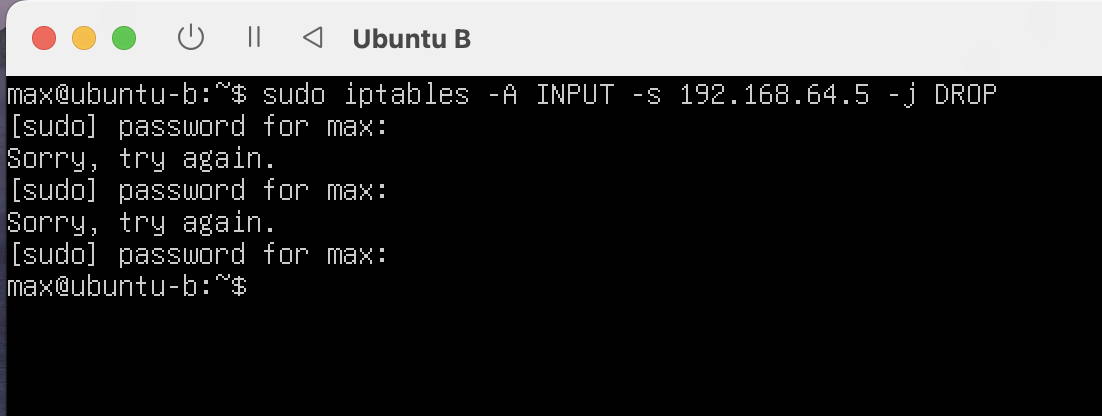 Ubuntu B
max@ubuntu-b:~$ sudo iptables -A INPUT -s 192.168.64.5 -j DROP
[sudo] password for max:
Sorry, try again.
[sudo] password for max:
Sorry, try again.
[sudo] password for max:
max@ubuntu-b:~$